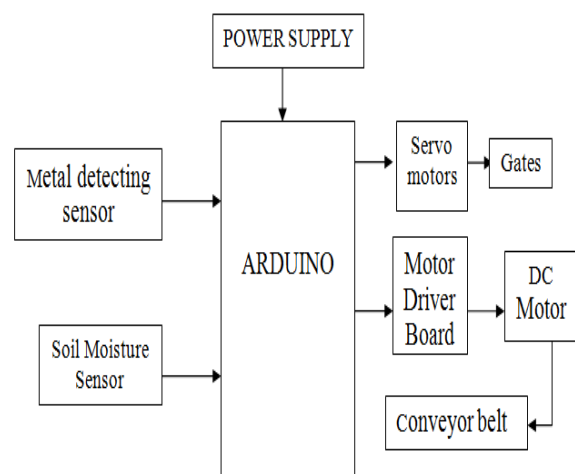 POWER SUPPLY
Metal detecting
sensor
Soil Moisture
Sensor
ARDUINO
Servo
motors
Gates
Motor
Driver
Board
DC
Motor
Conveyor belt